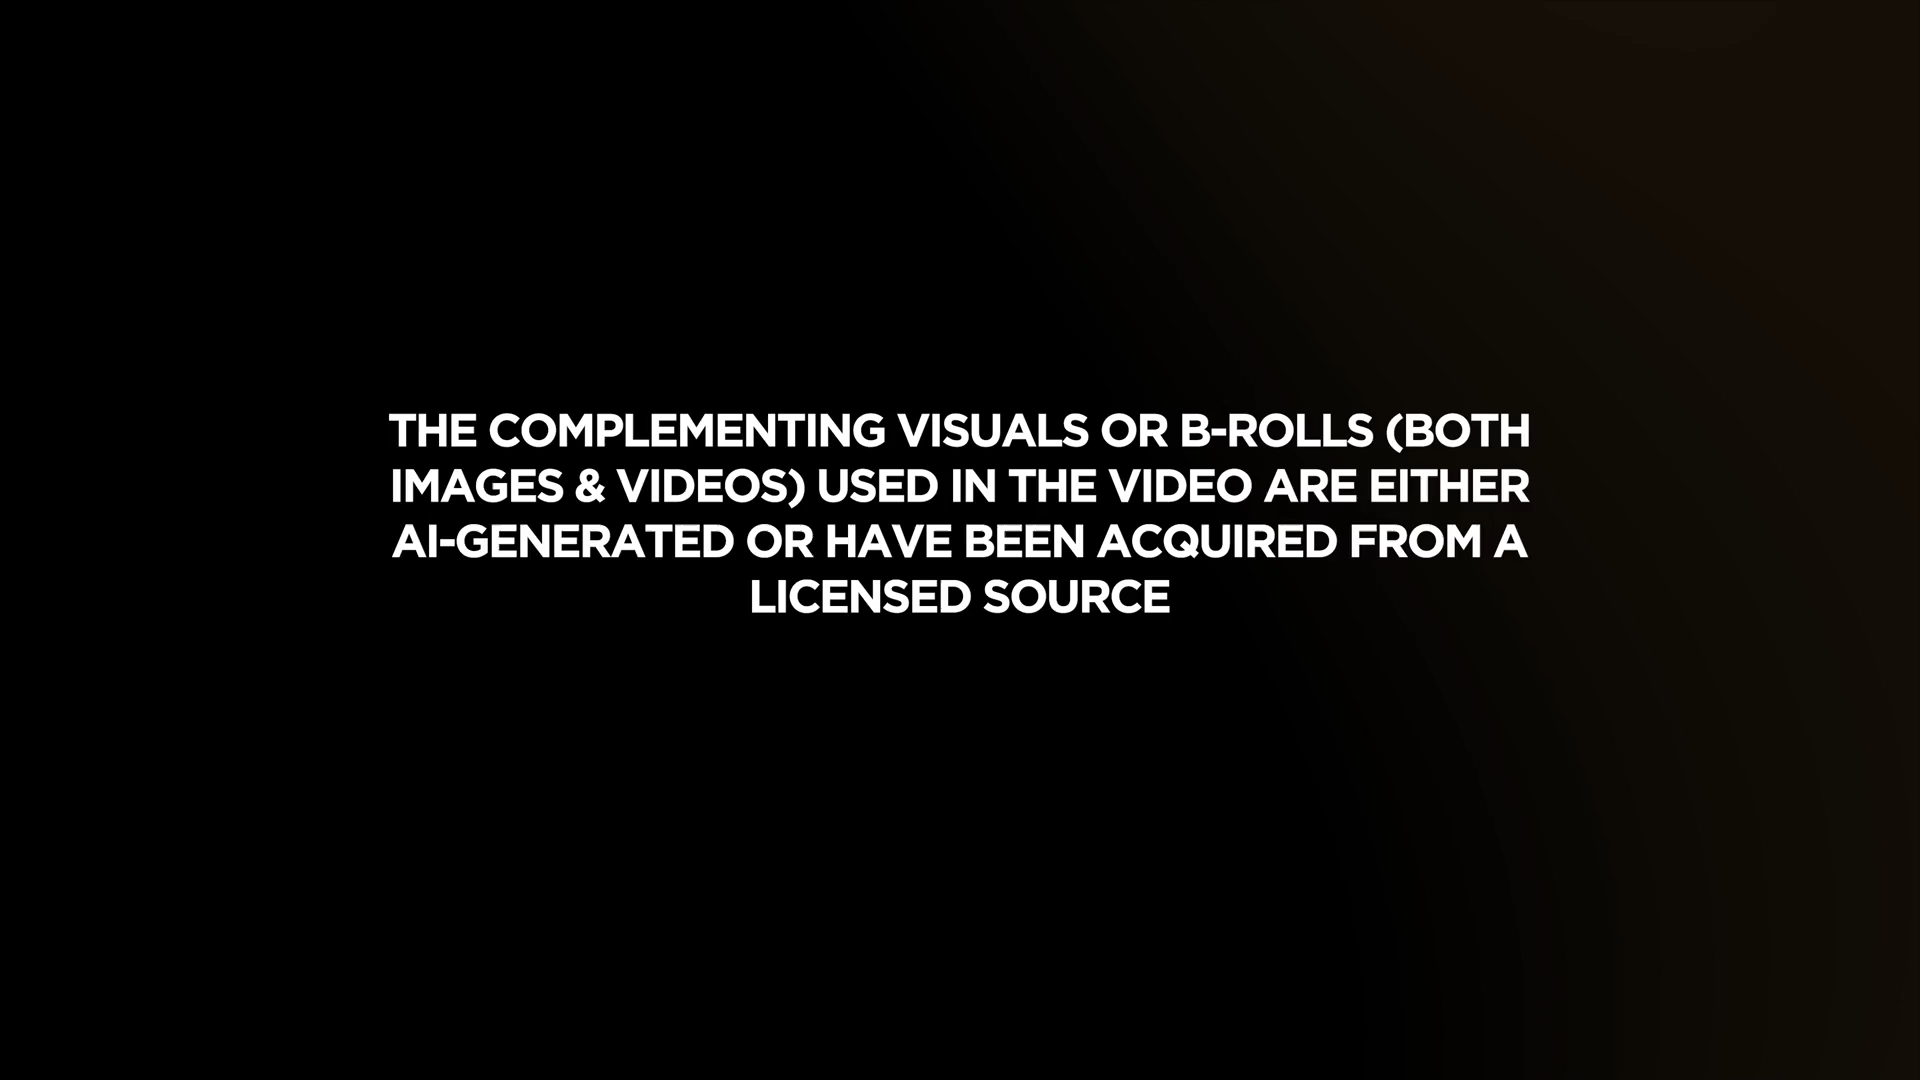 THE COMPLEMENTING VISUALS OR B-ROLLS (BOTH
IMAGES & VIDEOS) USED IN THE VIDEO ARE EITHER
AI-GENERATED OR HAVE BEEN ACQUIRED FROM A
LICENSED SOURCE